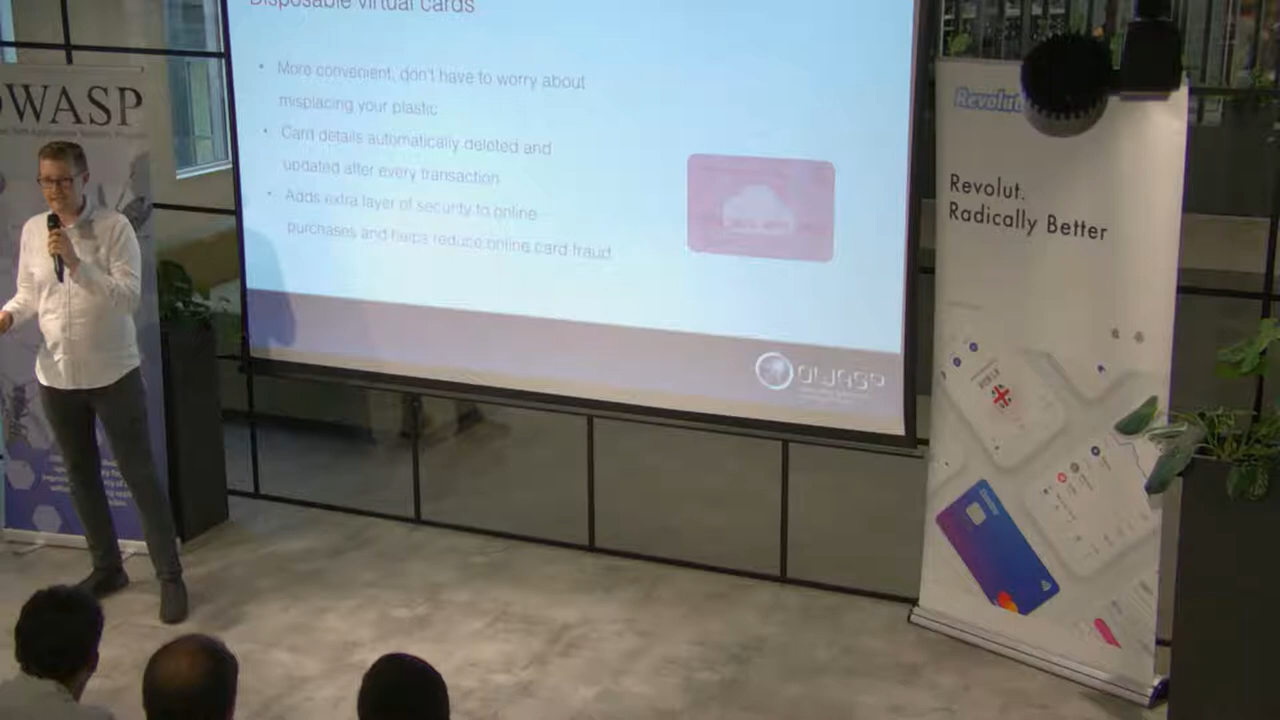 Disposable virtual cards
• More convenient, don't have to worry about
misplacing your plastic
• Card details automatically deleted and
updated after every transaction
• Adds extra layer of security to online
purchases and helps reduce online card fraud
OWASP
OWASP
Revolut
Revolut.
Radically Better